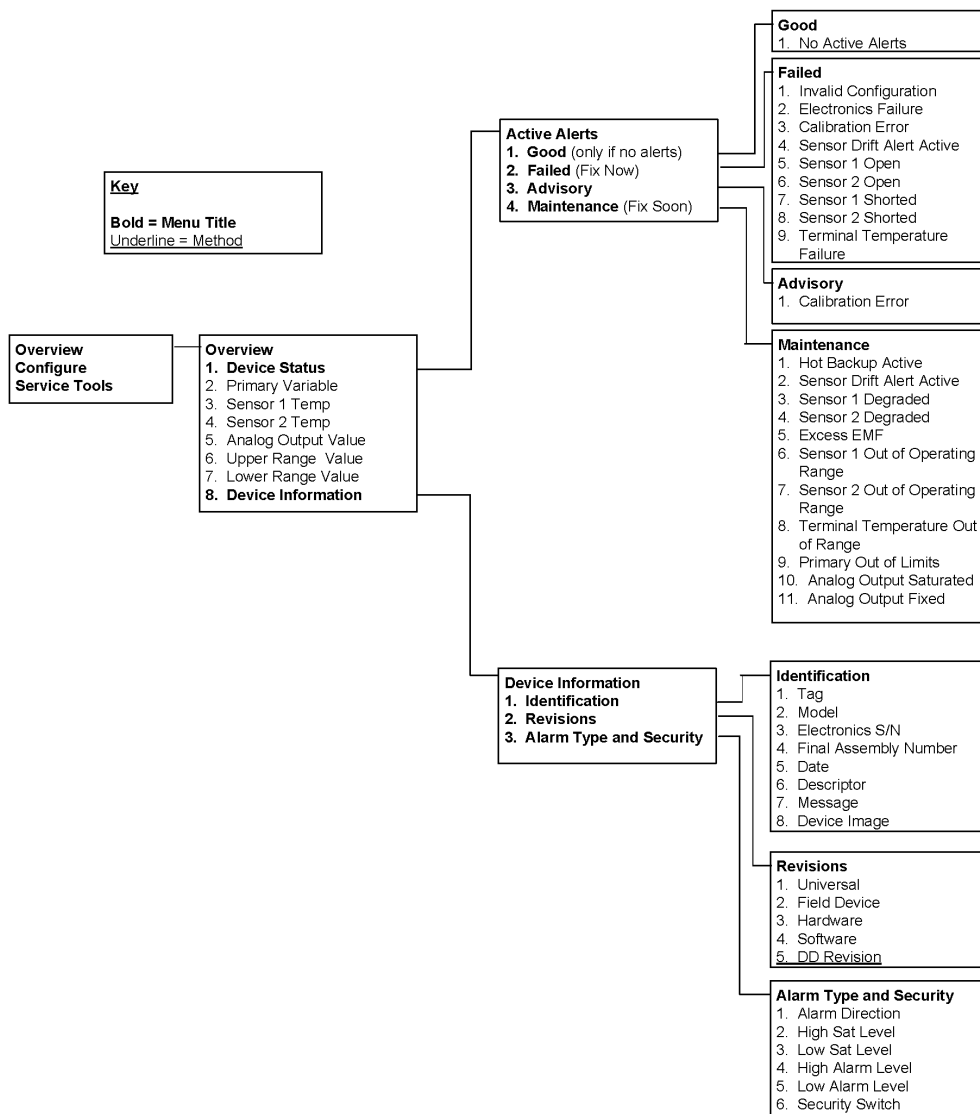 Good
1. No Active Alerts
Failed
1. Invalid Configuration
2. Electronics Failure
3. Calibration Error
4. Sensor Drift Alert Active
5. Sensor 1 Open
6. Sensor 2 Open
7. Sensor 1 Shorted
8. Sensor 2 Shorted
9. Terminal Temperature
Failure
Active Alerts
1. Good (only if no alerts)
2. Failed (Fix Now)
3. Advisory
4. Maintenance (Fix Soon)
Key
Bold = Menu Title
Underline = Method
Advisory
1. Calibration Error
Overview
Configure
Service Tools
Overview
1. Device Status
2. Primary Variable
3. Sensor 1 Temp
4. Sensor 2 Temp
5. Analog Output Value
6. Upper Range Value
7. Lower Range Value
8. Device Information
Maintenance
1. Hot Backup Active
2. Sensor Drift Alert Active
3. Sensor 1 Degraded
4. Sensor 2 Degraded
5. Excess EMF
6. Sensor 1 Out of Operating
Range
7. Sensor 2 Out of Operating
Range
8. Terminal Temperature Out
of Range
9. Primary Out of Limits
10. Analog Output Saturated
11. Analog Output Fixed
Device Information
1. Identification
2. Revisions
3. Alarm Type and Security
Identification
1. Tag
2. Model
3. Electronics S/N
4. Final Assembly Number
5. Date
6. Descriptor
7. Message
8. Device Image
Revisions
1. Universal
2. Field Device
3. Hardware
4. Software
5. DD Revision
Alarm Type and Security
1. Alarm Direction
2. High Sat Level
3. Low Sat Level
4. High Alarm Level
5. Low Alarm Level
6. Security Switch